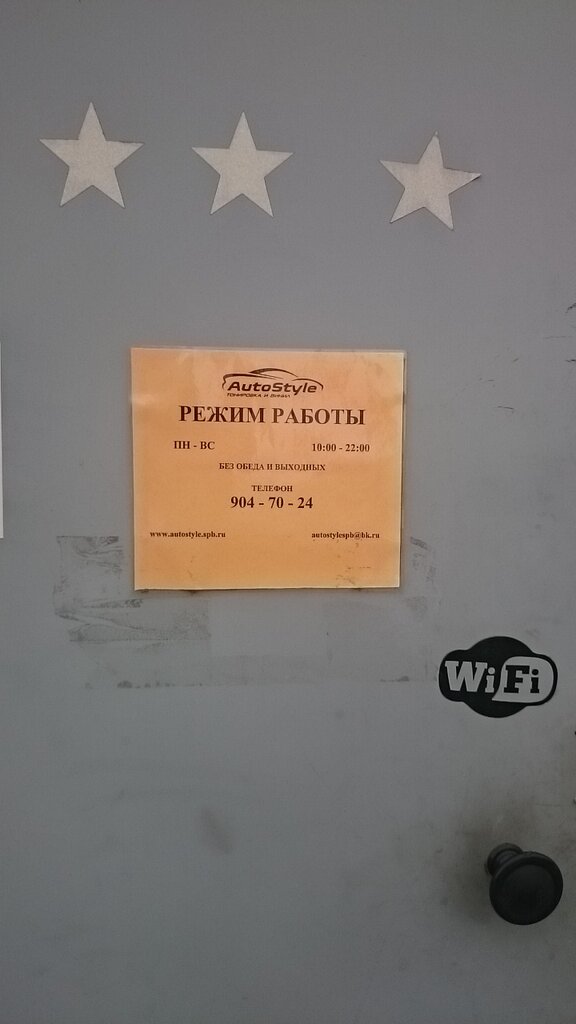 AutoStyle
ТОНИРОВКА И ВИНИЛ
РЕЖИМ РАБОТЫ
ПН - ВС 10:00 - 22:00
БЕЗ ОБЕДА И ВЫХОДНЫХ
ТЕЛЕФОН
904 - 70 - 24
www.autostyle.spb.ru autostylespb@bk.ru
WiFi